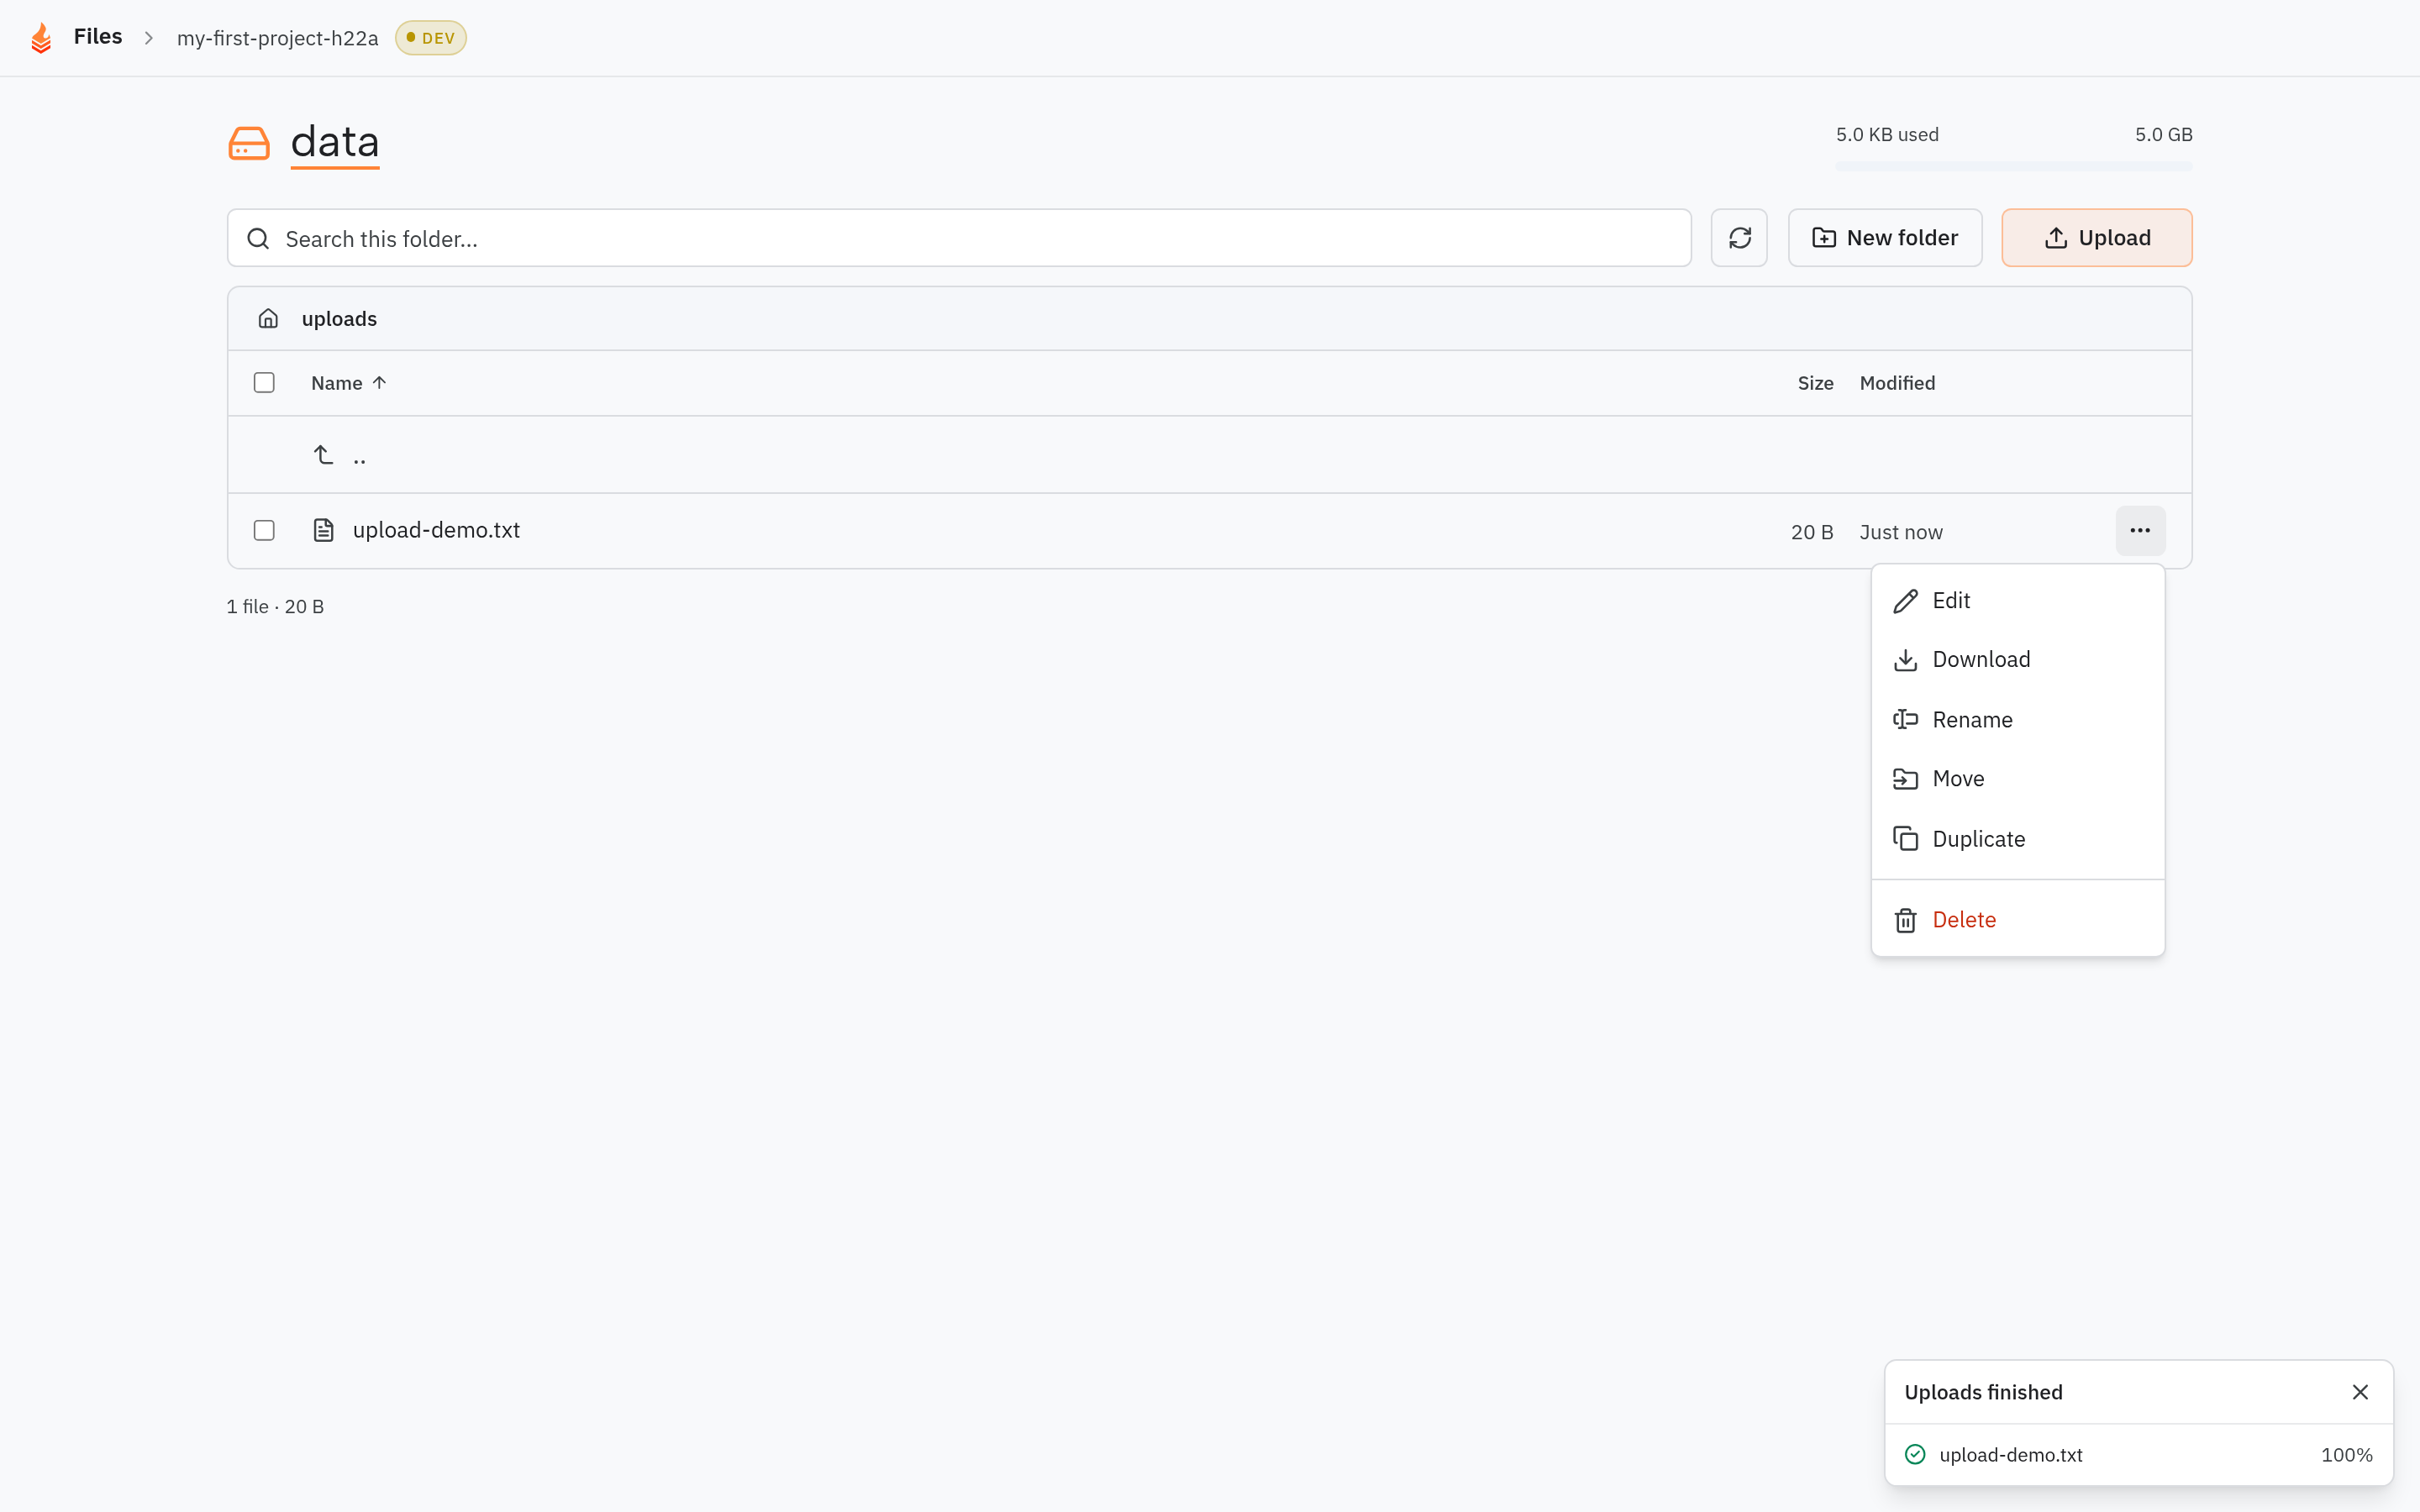 Files
my-first-project-h22a
DEV
data
5.0 KB used
5.0 GB
Search this folder...
New folder
Upload
uploads
Name
Size
Modified
..
upload-demo.txt
20 B
Just now
1 file · 20 B
Edit
Download
Rename
Move
Duplicate
Delete
Uploads finished
upload-demo.txt
100%